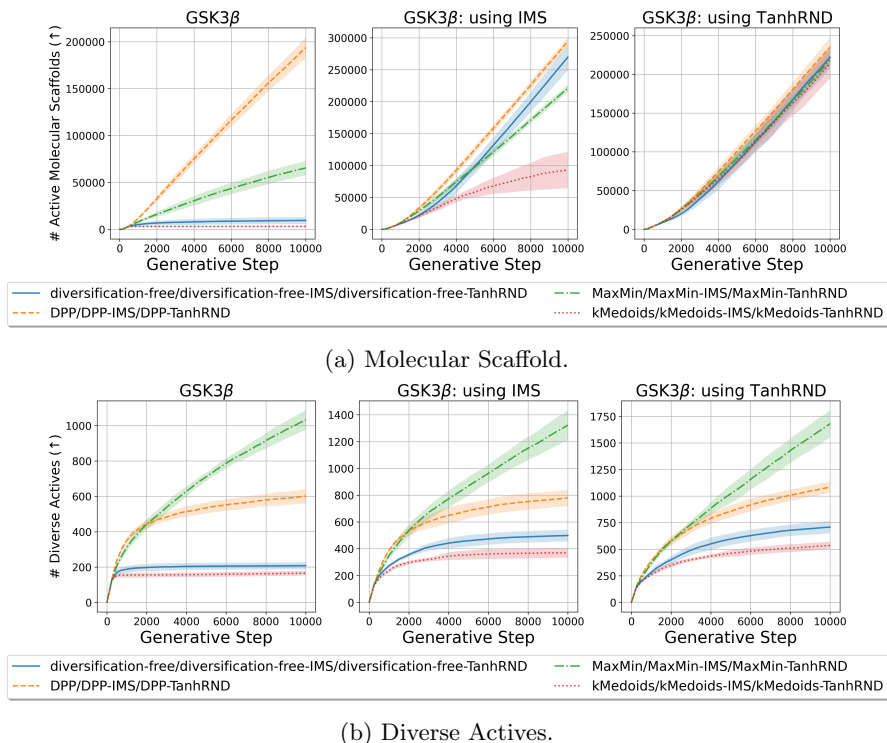 GSK3β GSK3β: using IMS GSK3β: using TanhRND
# Active Molecular Scaffolds (↑)
200000
150000
100000
50000
0
0 2000 4000 6000 8000 10000
Generative Step
300000
250000
200000
150000
100000
50000
0
0 2000 4000 6000 8000 10000
Generative Step
250000
200000
150000
100000
50000
0
0 2000 4000 6000 8000 10000
Generative Step
diversification-free/diversification-free-IMS/diversification-free-TanhRND
DPP/DPP-IMS/DPP-TanhRND
MaxMin/MaxMin-IMS/MaxMin-TanhRND
kMedoids/kMedoids-IMS/kMedoids-TanhRND
(a) Molecular Scaffold.
GSK3β GSK3β: using IMS GSK3β: using TanhRND
# Diverse Actives (↑)
1000
800
600
400
200
0
0 2000 4000 6000 8000 10000
Generative Step
1400
1200
1000
800
600
400
200
0
0 2000 4000 6000 8000 10000
Generative Step
1750
1500
1250
1000
750
500
250
0
0 2000 4000 6000 8000 10000
Generative Step
diversification-free/diversification-free-IMS/diversification-free-TanhRND
DPP/DPP-IMS/DPP-TanhRND
MaxMin/MaxMin-IMS/MaxMin-TanhRND
kMedoids/kMedoids-IMS/kMedoids-TanhRND
(b) Diverse Actives.